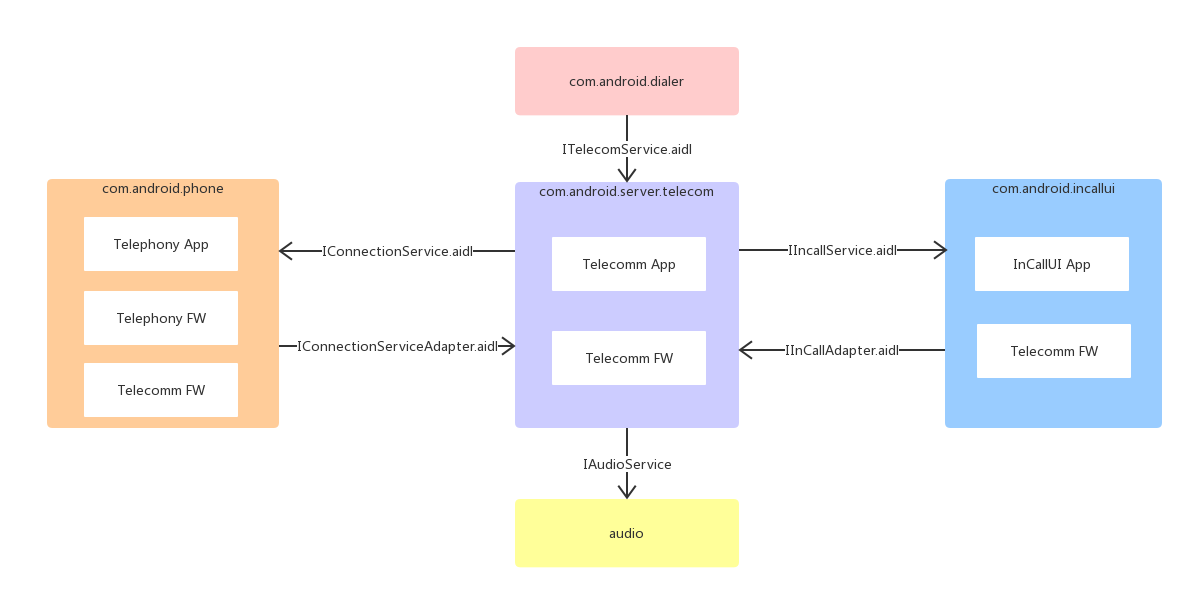 com.android.dialer
ITelecomService.aidl
com.android.phone
Telephony App
Telephony FW
Telecomm FW
IConnectionService.aidl
IConnectionServiceAdapter.aidl
com.android.server.telecom
Telecomm App
Telecomm FW
IIncallService.aidl
IInCallAdapter.aidl
com.android.incallui
InCallUI App
Telecomm FW
IAudioService
audio